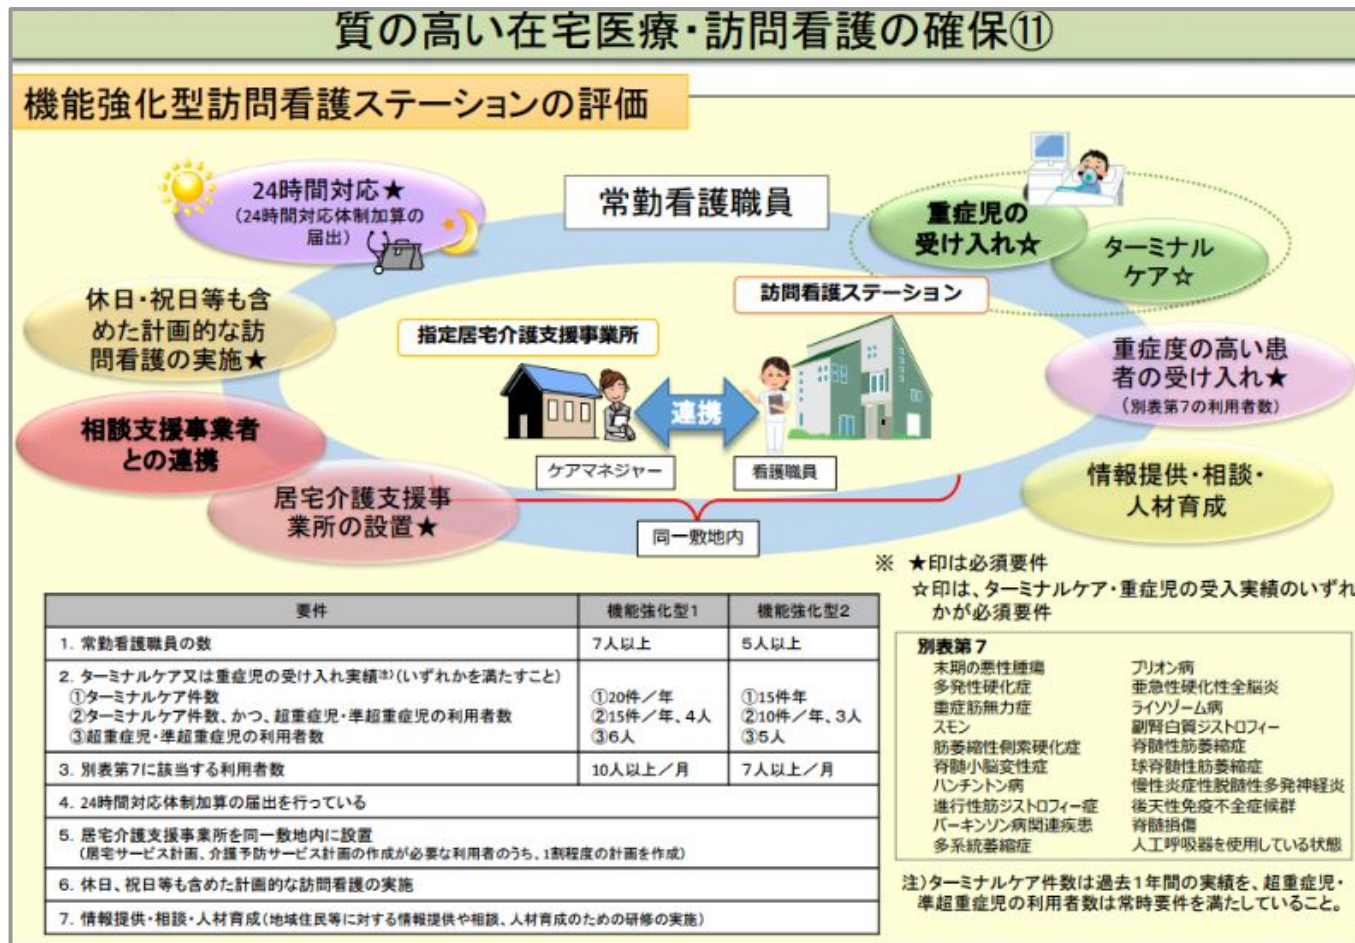 質の高い在宅医療・訪問看護の確保⑪
機能強化型訪問看護ステーションの評価
24時間対応★
（24時間対応体制加算の
届出）
常勤看護職員
重症児の
受け入れ☆
ターミナル
ケア☆
休日・祝日等も含
めた計画的な訪
問看護の実施★
訪問看護ステーション
指定居宅介護支援事業所
重症度の高い患
者の受け入れ★
（別表第7の利用者数）
連携
相談支援事業者
との連携
ケアマネジャー
看護職員
情報提供・相談・
人材育成
居宅介護支援事
業所の設置★
同一敷地内
※ ★印は必須要件
☆印は、ターミナルケア・重症児の受入実績のいずれ
かが必須要件
要件 機能強化型1 機能強化型2
1. 常勤看護職員の数 7人以上 5人以上
2. ターミナルケア又は重症児の受け入れ実績注）（いずれかを満たすこと）
①ターミナルケア件数 ①20件／年 ①15件年
②ターミナルケア件数、かつ、超重症児・準超重症児の利用者数 ②15件／年、4人 ②10件／年、3人
③超重症児・準超重症児の利用者数 ③6人 ③5人
3. 別表第7に該当する利用者数 10人以上／月 7人以上／月
4. 24時間対応体制加算の届出を行っている
5. 居宅介護支援事業所を同一敷地内に設置
（居宅サービス計画、介護予防サービス計画の作成が必要な利用者のうち、1割程度の計画を作成）
6. 休日、祝日等も含めた計画的な訪問看護の実施
7. 情報提供・相談・人材育成（地域住民等に対する情報提供や相談、人材育成のための研修の実施）
別表第7
末期の悪性腫瘍 プリオン病
多発性硬化症 亜急性硬化性全脳炎
重症筋無力症 ライソゾーム病
スモン 副腎白質ジストロフィー
筋萎縮性側索硬化症 脊髄性筋萎縮症
脊髄小脳変性症 球脊髄性筋萎縮症
ハンチントン病 慢性炎症性脱髄性多発神経炎
進行性筋ジストロフィー症 後天性免疫不全症候群
パーキンソン病関連疾患 脊髄損傷
多系統萎縮症 人工呼吸器を使用している状態
注）ターミナルケア件数は過去1年間の実績を、超重症児・
準超重症児の利用者数は常時要件を満たしていること。